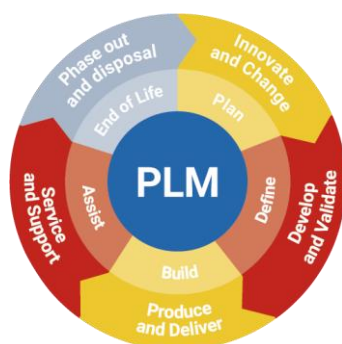 PLM
Innovate
and Change
Plan
Develop
and Validate
Define
Produce
and Deliver
Build
Service
and Support
Assist
Phase out
and disposal
End of Life